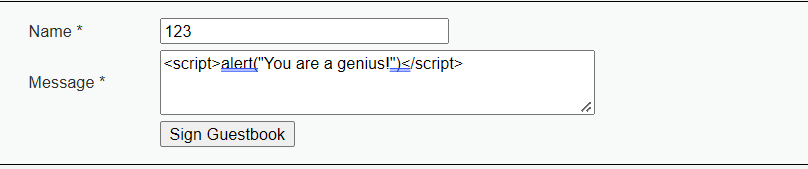 Name * 123
<script>alert("You are a genius!")</script>
Message *
Sign Guestbook